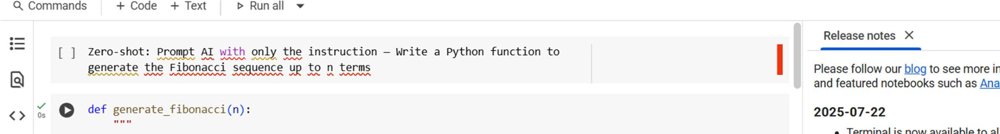 Commands + Code + Text Run all
Release notes
[ ] Zero-shot: Prompt AI with only the instruction – Write a Python function to
generate the Fibonacci sequence up to n terms
Please follow our blog to see more in
and featured notebooks such as Ana
0s
def generate_fibonacci(n):
"""
2025-07-22
• Terminal is now available to al